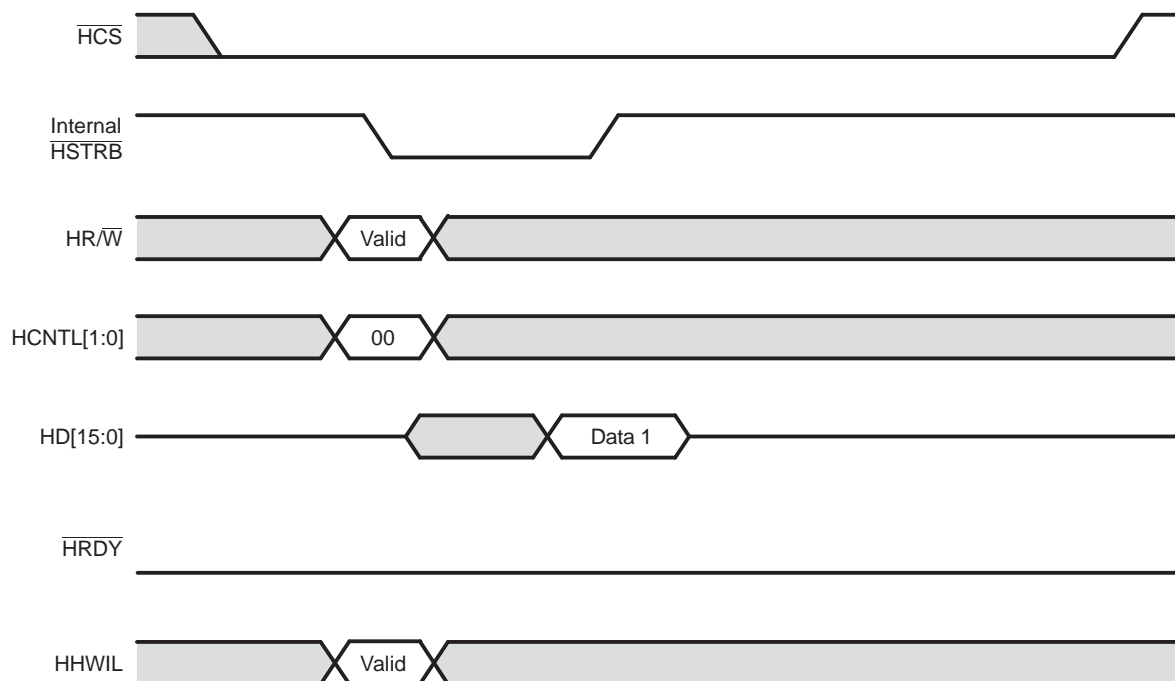 HCS
Internal
HSTRB
HR/W Valid
HCNTL[1:0] 00
HD[15:0] Data 1
HRDY
HHWIL Valid